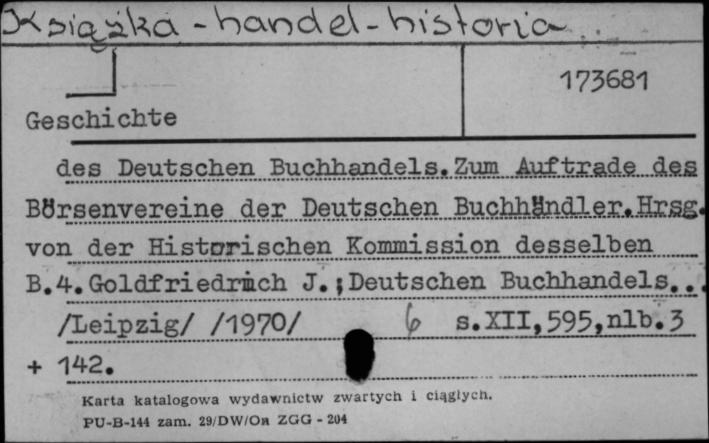 Książka - handel - historia
173681
Geschichte
des Deutschen Buchhandels. Zum Auftrade des
Börsenvereine der Deutschen Buchhändler. Hrsg.
von der Historischen Kommission desselben
B.4. Goldfriedrich J.; Deutschen Buchhandels...
/Leipzig/ /1970/ 6 s.XII,595,nlb.3
+ 142.
Karta katalogowa wydawnictw zwartych i ciągłych.
PU-B-144 zam. 29/DW/On ZGG - 204